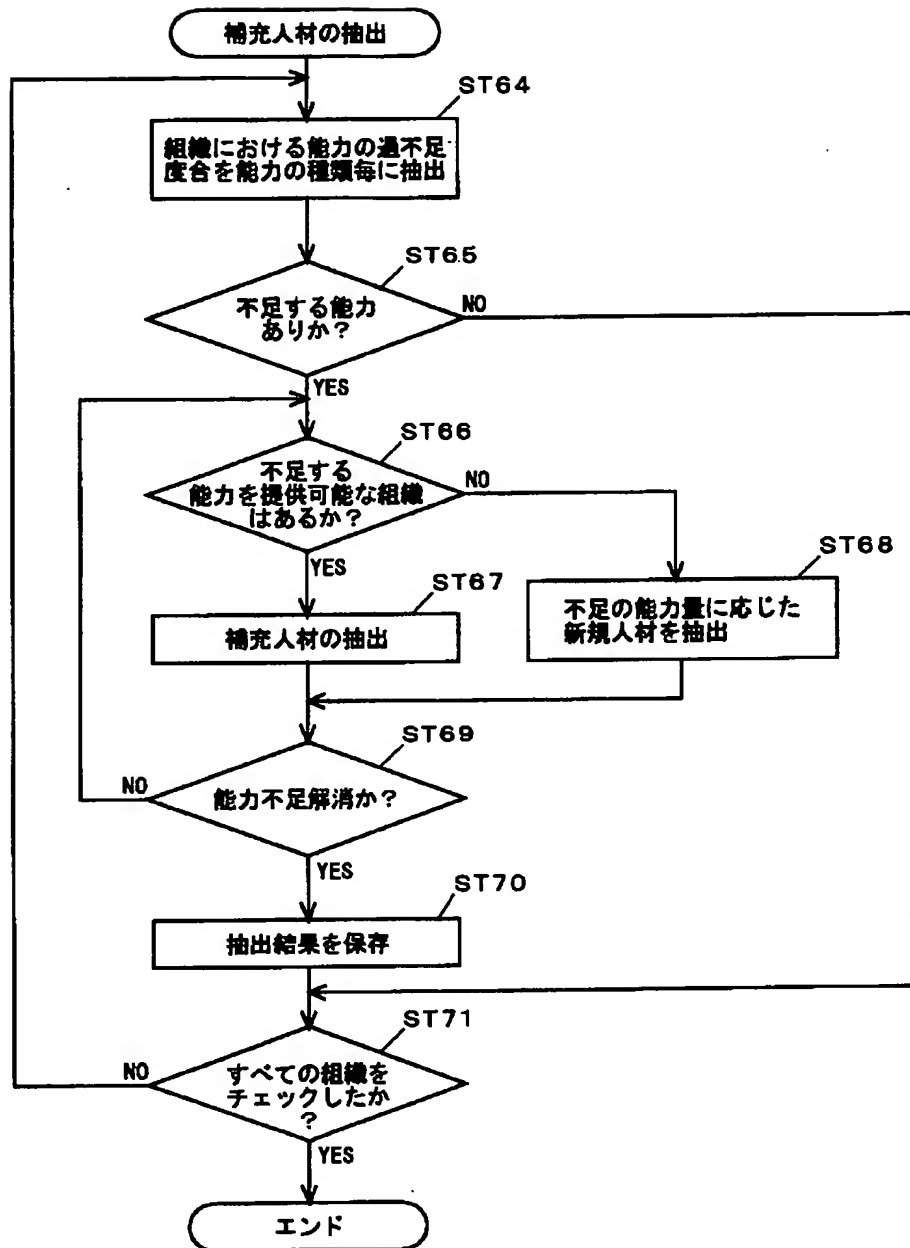 補充人材の抽出
ST64
組織における能力の過不足
度合を能力の種類毎に抽出
ST65
不足する能力
ありか?
NO
YES
ST66
不足する
能力を提供可能な組織
はあるか?
NO
YES
ST67
補充人材の抽出
ST68
不足の能力量に応じた
新規人材を抽出
ST69
能力不足解消か?
NO
YES
ST70
抽出結果を保存
ST71
すべての組織を
チェックしたか
?
NO
YES
エンド